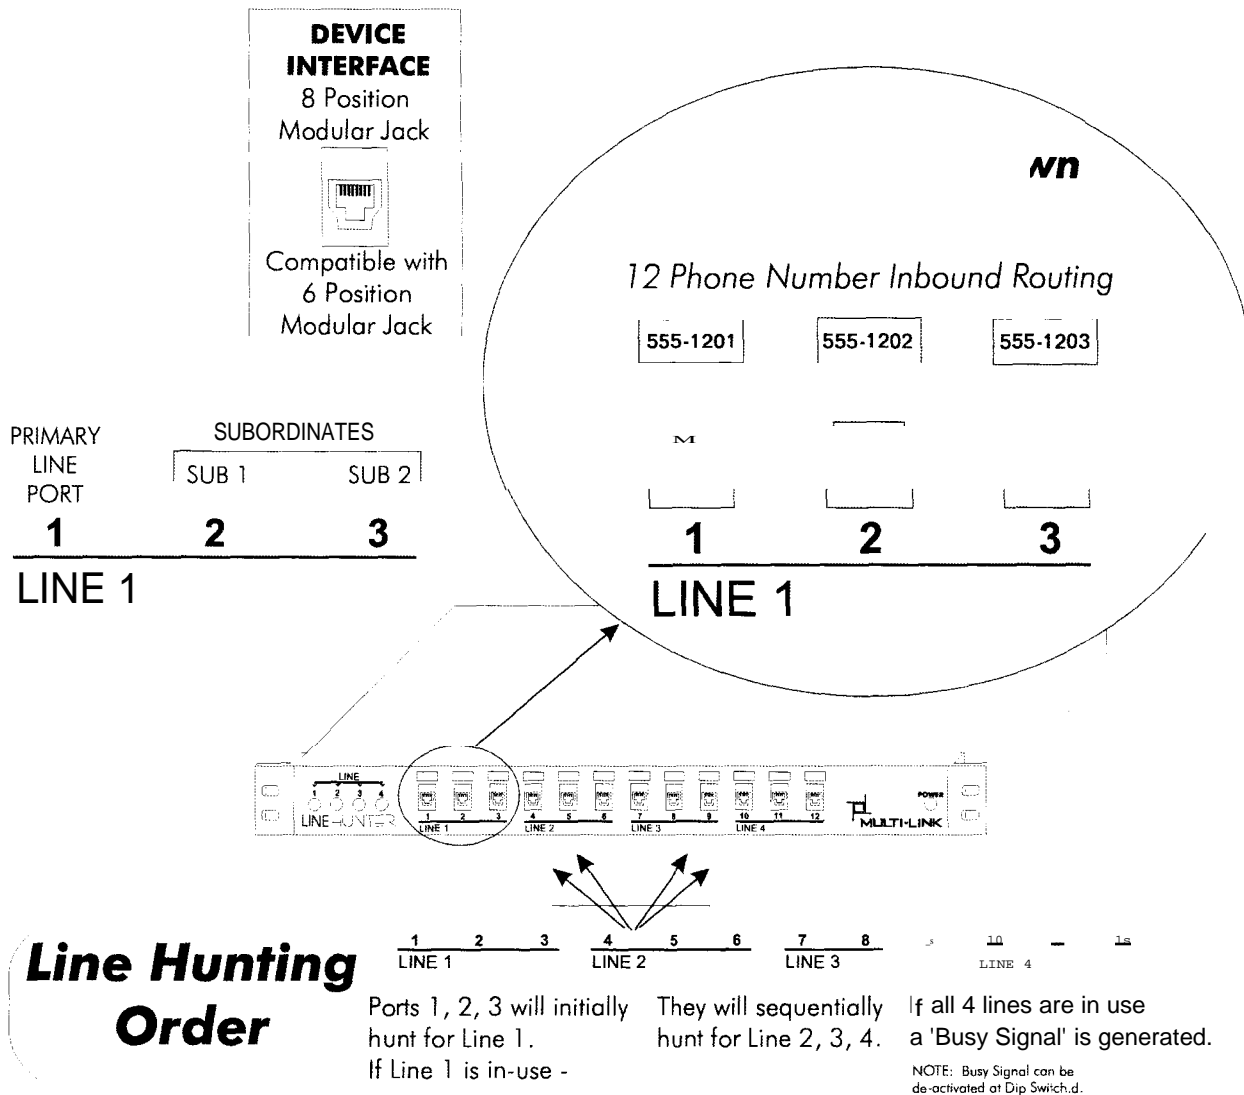 DEVICE
INTERFACE
8 Position
Modular Jack
Compatible with
6 Position
Modular Jack
wn
12 Phone Number Inbound Routing
555-1201 555-1202 555-1203
M
1 2 3
LINE 1
PRIMARY
LINE
PORT
SUBORDINATES
SUB 1 SUB 2
1 2 3
LINE 1
LINE
1 2 3 4
LINEHUNTER
1 2 3 4 5 6 7 8 9 10 11 12
LINE 1 LINE 2 LINE 3 LINE 4
MULTI-LINK
POWER
Line Hunting
Order
1 2 3 4 5 6 7 8 10 1s
LINE 1 LINE 2 LINE 3 LINE 4
Ports 1, 2, 3 will initially
hunt for Line 1.
If Line 1 is in-use -
They will sequentially
hunt for Line 2, 3, 4.
If all 4 lines are in use
a 'Busy Signal' is generated.
NOTE: Busy Signal can be
de-activated at Dip Switch.d.